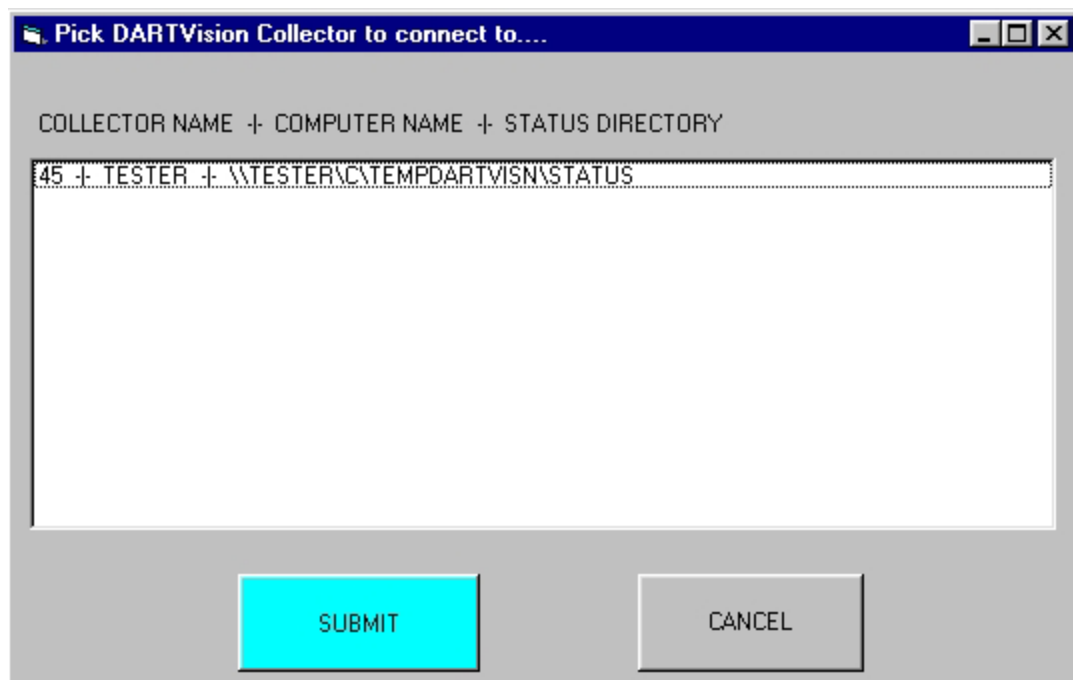 Pick DARTVision Collector to connect to....
COLLECTOR NAME -|- COMPUTER NAME -|- STATUS DIRECTORY
45 -|- TESTER -|- \\TESTER\C\TEMPDARTVISN\STATUS
SUBMIT CANCEL